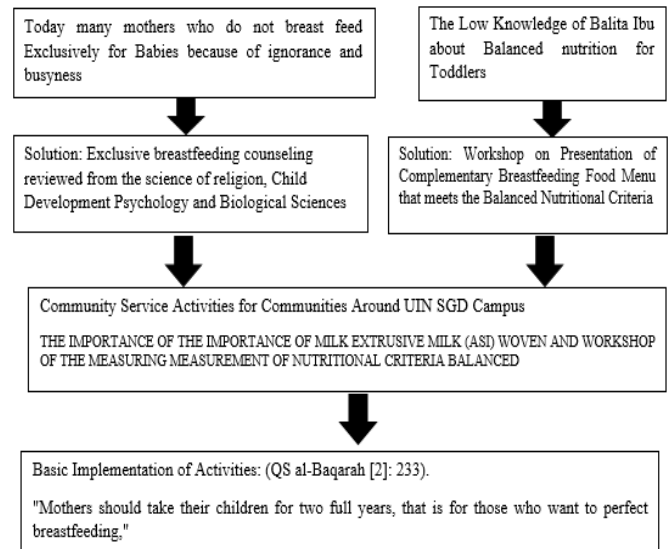 Today many mothers who do not breast feed
Exclusively for Babies because of ignorance and
busyness
The Low Knowledge of Balita Ibu
about Balanced nutrition for
Toddlers
Solution: Exclusive breastfeeding counseling
reviewed from the science of religion, Child
Development Psychology and Biological Sciences
Solution: Workshop on Presentation of
Complementary Breastfeeding Food Menu
that meets the Balanced Nutritional Criteria
Community Service Activities for Communities Around UIN SGD Campus
THE IMPORTANCE OF THE IMPORTANCE OF MILK EXTRUSIVE MILK (ASI) WOVEN AND WORKSHOP
OF THE MEASURING MEASUREMENT OF NUTRITIONAL CRITERIA BALANCED
Basic Implementation of Activities: (QS al-Baqarah [2]: 233).
"Mothers should take their children for two full years, that is for those who want to perfect
breastfeeding,"